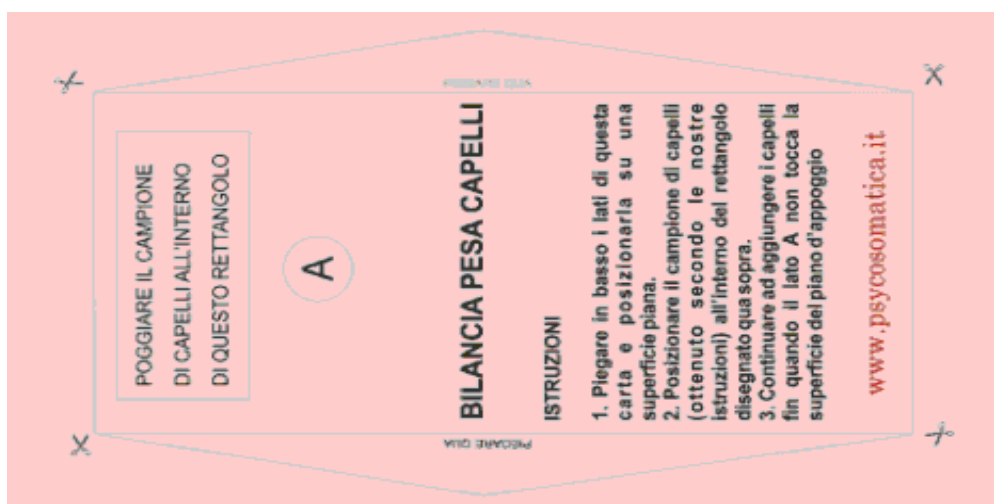 POGGIARE IL CAMPIONE
DI CAPELLI ALL'INTERNO
DI QUESTO RETTANGOLO
A
BILANCIA PESA CAPELLI
ISTRUZIONI
1. Piegare in basso i lati di questa
carta e posizionarla su una
superficie piana.
2. Posizionare il campione di capelli
(ottenuto secondo le nostre
istruzioni) all'interno del rettangolo
disegnato qua sopra.
3. Continuare ad aggiungere i capelli
fin quando il lato A non tocca la
superficie del piano d'appoggio
www.psycosomatica.it
PIEGARE QUA